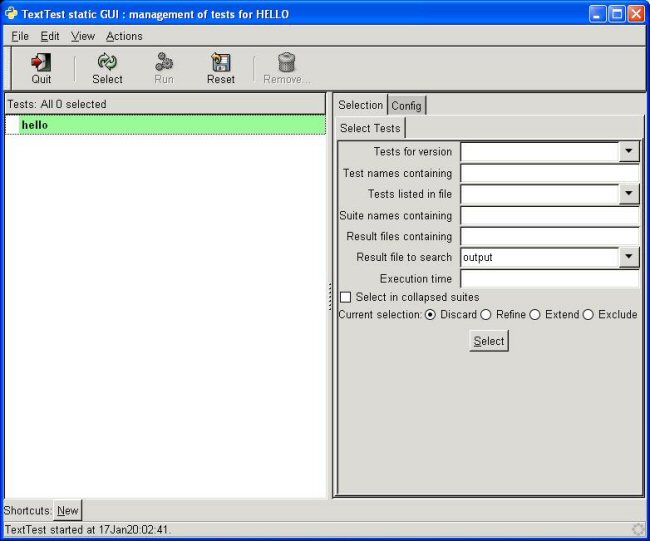 TextTest static GUI : management of tests for HELLO
File Edit View Actions
Quit Select Run Reset Remove...
Tests: All 0 selected
hello
Selection Config
Select Tests
Tests for version
Test names containing
Tests listed in file
Suite names containing
Result files containing
Result file to search output
Execution time
Select in collapsed suites
Current selection: Discard Refine Extend Exclude
Select
Shortcuts: New
TextTest started at 17Jan20:02:41.